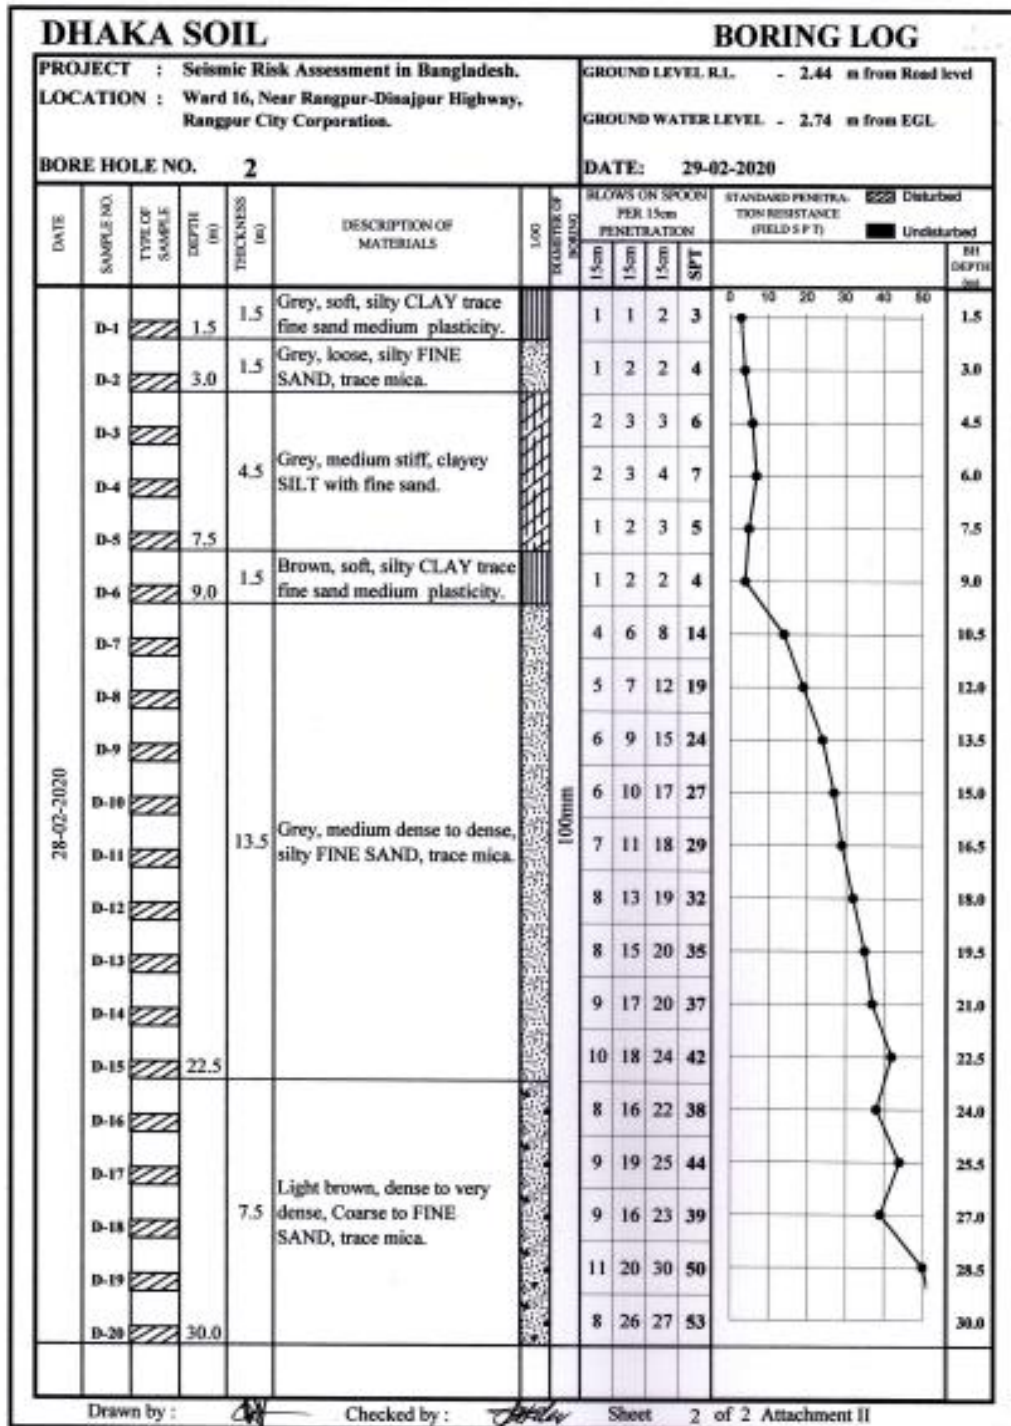 DHAKA SOIL BORING LOG
PROJECT : Seismic Risk Assessment in Bangladesh.
LOCATION : Ward 16, Near Rangpur-Dinajpur Highway,
Rangpur City Corporation.
GROUND LEVEL R.L. - 2.44 m from Road level
GROUND WATER LEVEL - 2.74 m from EGL
BORE HOLE NO. 2
DATE: 29-02-2020
DATE
SAMPLE NO.
TYPE OF SAMPLE
DEPTH (m)
THICKNESS (m)
DESCRIPTION OF
MATERIALS
LOG
DIAMETER OF BORING
BLOWS ON SPOON
PER 15cm
PENETRATION
15cm 15cm 15cm SPT
STANDARD PENETRA-
TION RESISTANCE
(FIELD S P T)
Disturbed
Undisturbed
BH
DEPTH
(m)
0 10 20 30 40 50
28-02-2020
100mm
1.5 Grey, soft, silty CLAY trace
fine sand medium plasticity.
D-1 1.5 1 1 2 3 1.5
1.5 Grey, loose, silty FINE
SAND, trace mica.
D-2 3.0 1 2 2 4 3.0
D-3 2 3 3 6 4.5
4.5 Grey, medium stiff, clayey
SILT with fine sand.
D-4 2 3 4 7 6.0
D-5 7.5 1 2 3 5 7.5
1.5 Brown, soft, silty CLAY trace
fine sand medium plasticity.
D-6 9.0 1 2 2 4 9.0
D-7 4 6 8 14 10.5
D-8 5 7 12 19 12.0
D-9 6 9 15 24 13.5
D-10 6 10 17 27 15.0
13.5 Grey, medium dense to dense,
silty FINE SAND, trace mica.
D-11 7 11 18 29 16.5
D-12 8 13 19 32 18.0
D-13 8 15 20 35 19.5
D-14 9 17 20 37 21.0
D-15 22.5 10 18 24 42 22.5
D-16 8 16 22 38 24.0
D-17 9 19 25 44 25.5
7.5 Light brown, dense to very
dense, Coarse to FINE
SAND, trace mica.
D-18 9 16 23 39 27.0
D-19 11 20 30 50 28.5
D-20 30.0 8 26 27 53 30.0
Drawn by : Checked by : Sheet 2 of 2 Attachment II